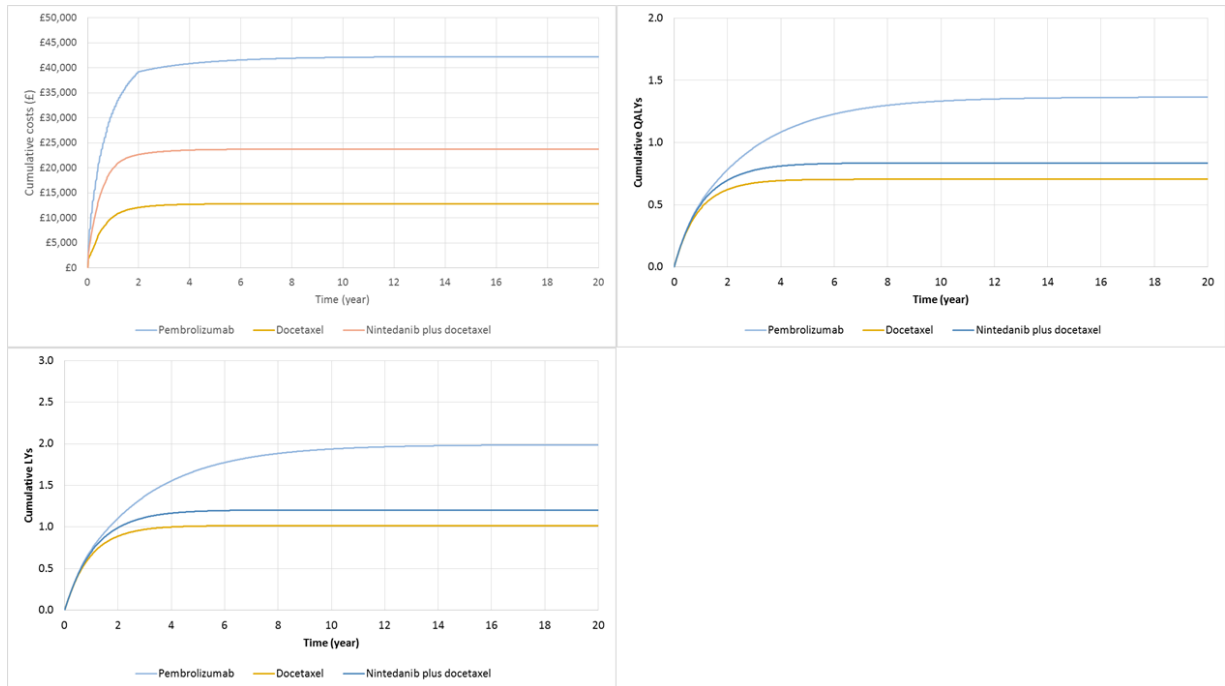 £50,000
£45,000
£40,000
£35,000
£30,000
£25,000
£20,000
£15,000
£10,000
£5,000
£0
Cumulative costs (£)
0 2 4 6 8 10 12 14 16 18 20
Time (year)
Pembrolizumab Docetaxel Nintedanib plus docetaxel
2.0
1.5
1.0
0.5
0.0
Cumulative QALYs
0 2 4 6 8 10 12 14 16 18 20
Time (year)
Pembrolizumab Docetaxel Nintedanib plus docetaxel
3.0
2.5
2.0
1.5
1.0
0.5
0.0
Cumulative LYs
0 2 4 6 8 10 12 14 16 18 20
Time (year)
Pembrolizumab Docetaxel Nintedanib plus docetaxel